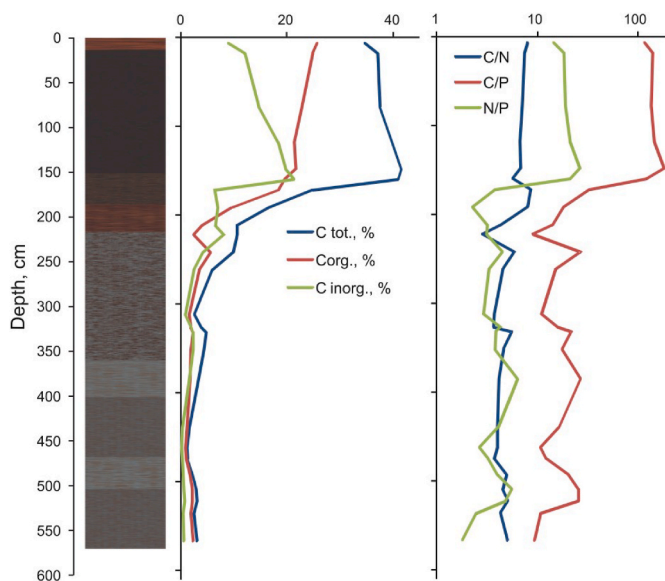 0 20 40
1 10 100
Depth, cm
0
50
100
150
200
250
300
350
400
450
500
550
600
C tot., %
Corg., %
C inorg., %
C/N
C/P
N/P